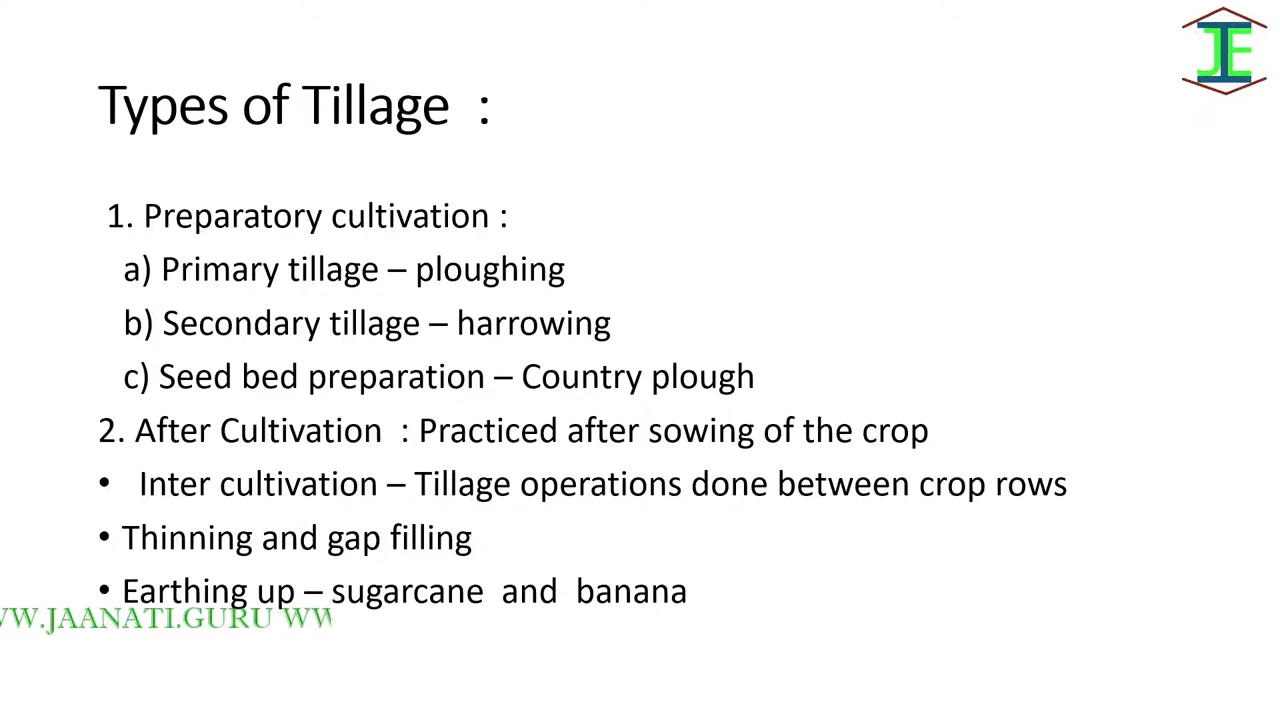 Types of Tillage :
1. Preparatory cultivation :
a) Primary tillage – ploughing
b) Secondary tillage – harrowing
c) Seed bed preparation – Country plough
2. After Cultivation : Practiced after sowing of the crop
• Inter cultivation – Tillage operations done between crop rows
• Thinning and gap filling
• Earthing up – sugarcane and banana
WW.JAANATI.GURU WW